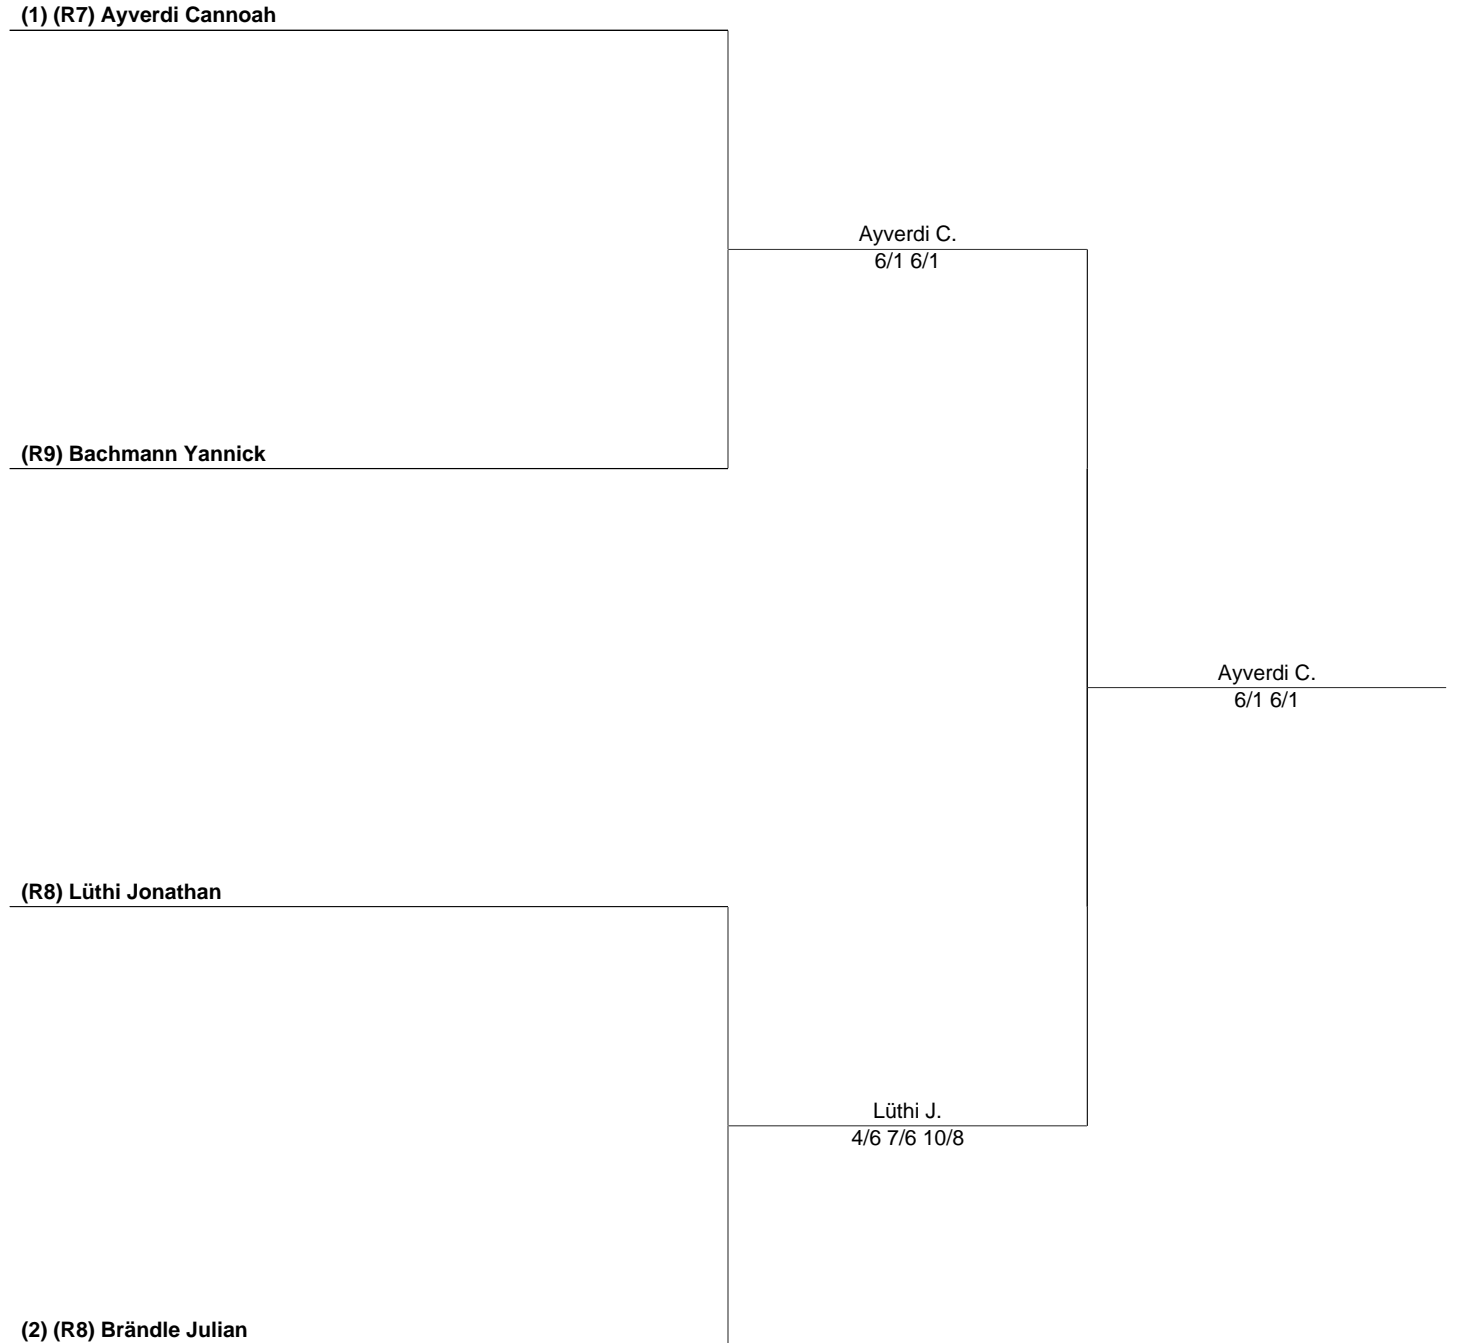 (1) (R7) Ayverdi Cannoah
Ayverdi C.
6/1 6/1
(R9) Bachmann Yannick
Ayverdi C.
6/1 6/1
(R8) Lüthi Jonathan
Lüthi J.
4/6 7/6 10/8
(2) (R8) Brändle Julian